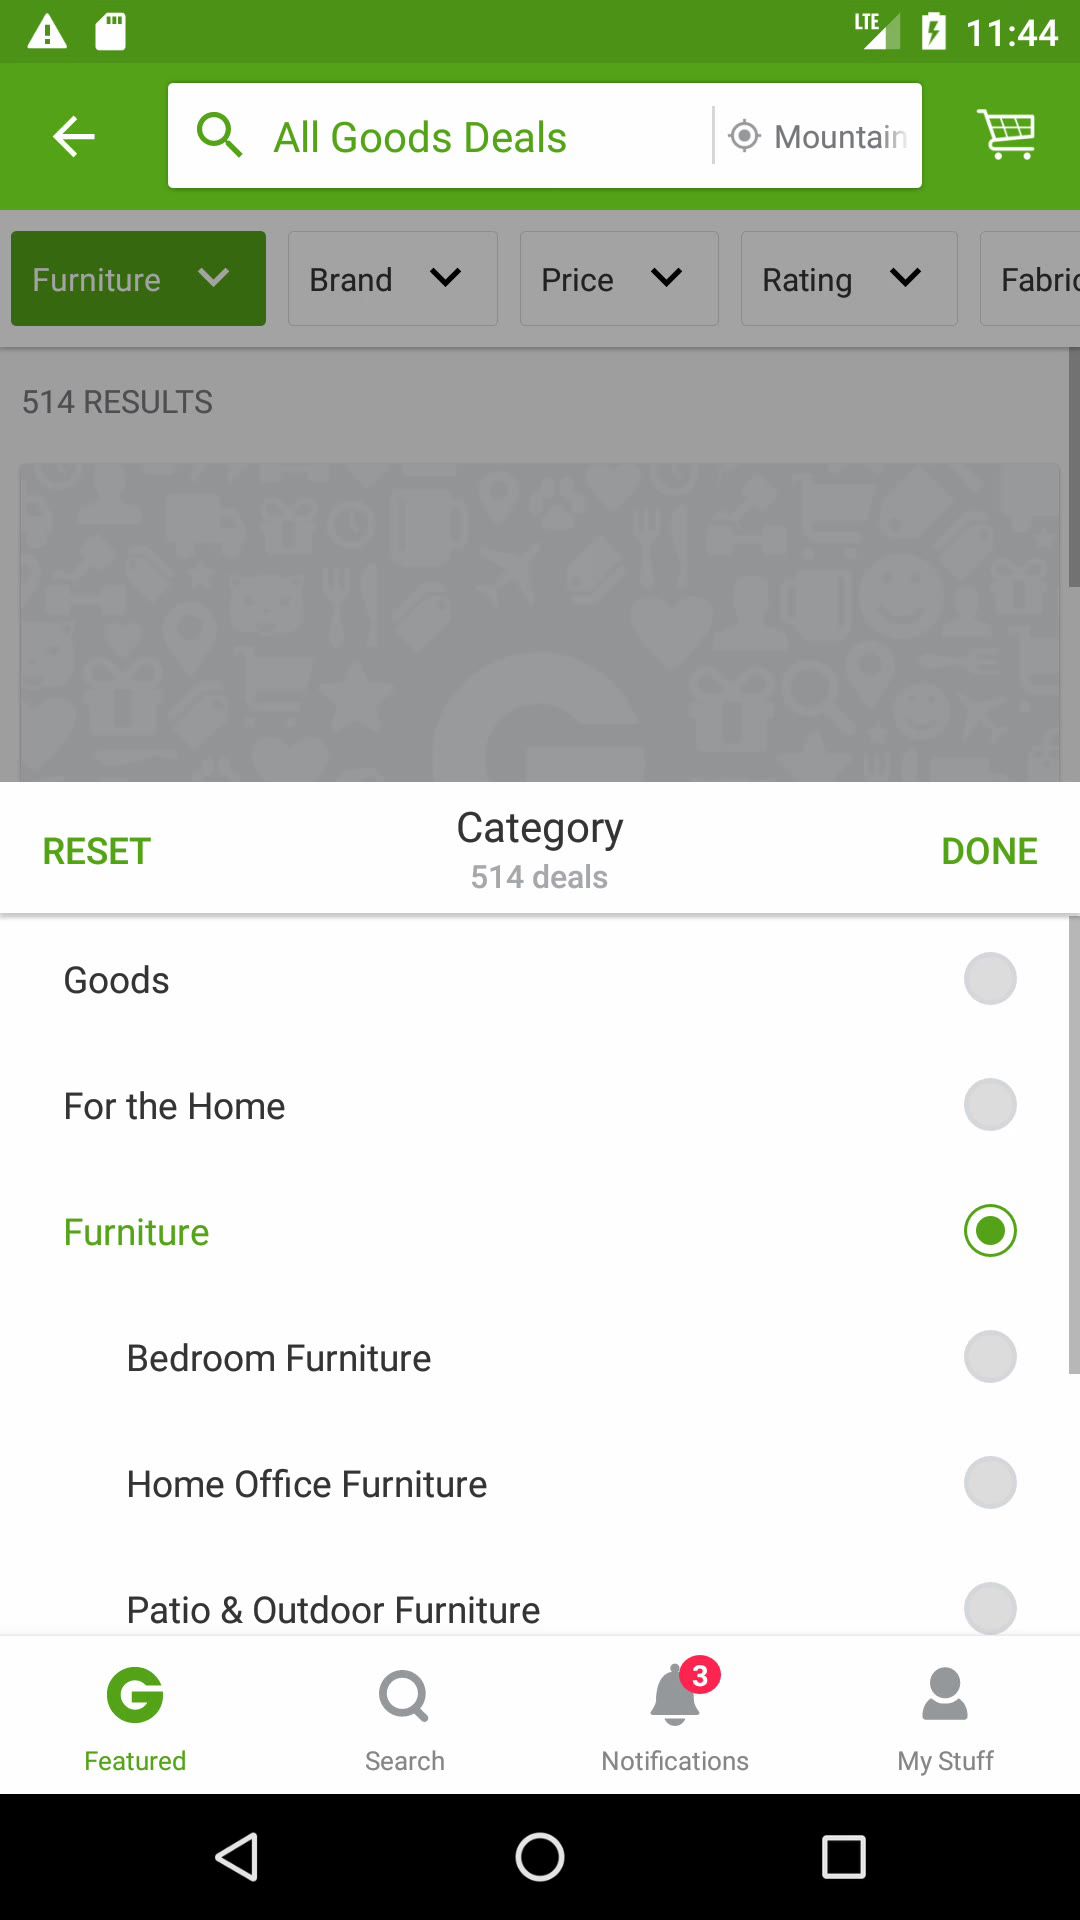 LTE 11:44
All Goods Deals Mountain
Furniture Brand Price Rating Fabric
514 RESULTS
RESET Category DONE
514 deals
Goods
For the Home
Furniture
Bedroom Furniture
Home Office Furniture
Patio & Outdoor Furniture
3
Featured Search Notifications My Stuff